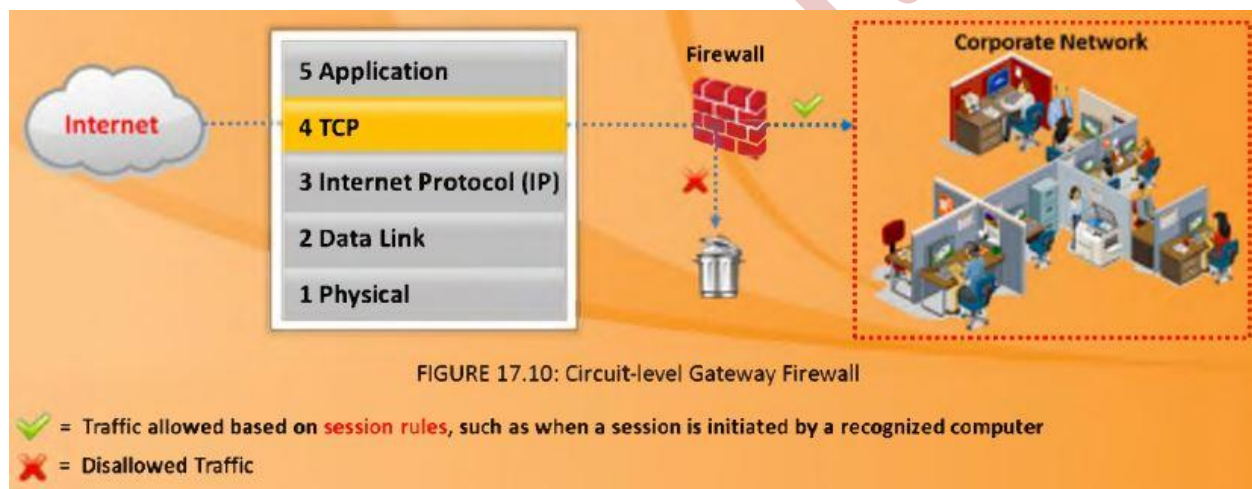 Internet
5 Application
4 TCP
3 Internet Protocol (IP)
2 Data Link
1 Physical
Firewall
Corporate Network
FIGURE 17.10: Circuit-level Gateway Firewall
= Traffic allowed based on session rules, such as when a session is initiated by a recognized computer
= Disallowed Traffic